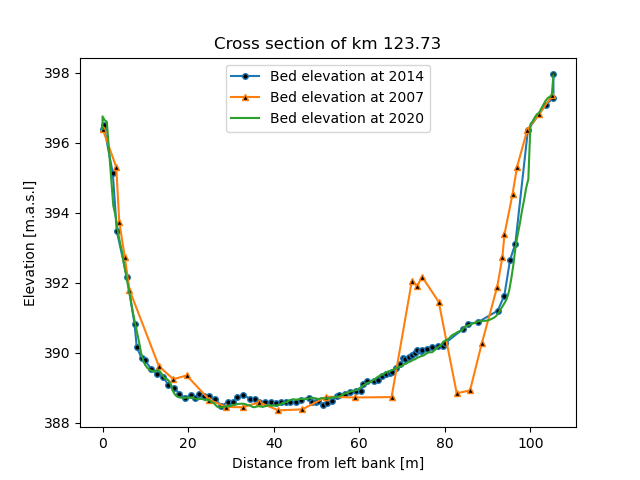 Cross section of km 123.73
Bed elevation at 2014
Bed elevation at 2007
Bed elevation at 2020
398
396
394
392
390
388
Elevation [m.a.s.l]
0 20 40 60 80 100
Distance from left bank [m]